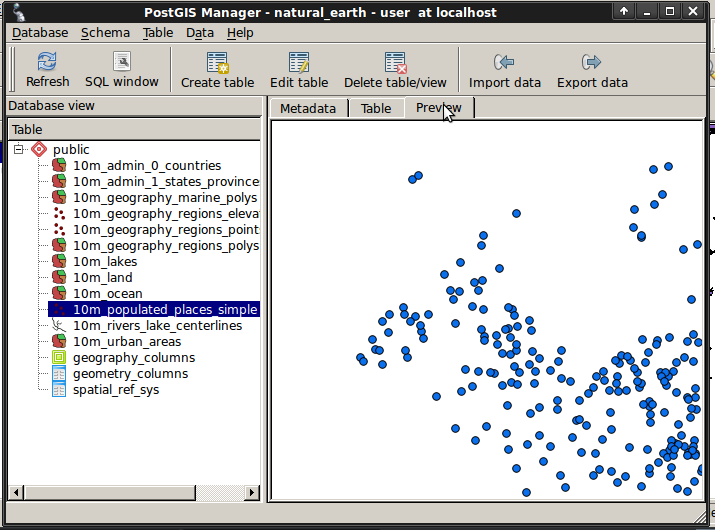 PostGIS Manager - natural_earth - user  at localhost
Database Schema Table Data Help
Refresh SQL window Create table Edit table Delete table/view Import data Export data
Database view
Metadata Table Preview
Table
public
10m_admin_0_countries
10m_admin_1_states_province
10m_geography_marine_polys
10m_geography_regions_eleva
10m_geography_regions_point
10m_geography_regions_polys
10m_lakes
10m_land
10m_ocean
10m_populated_places_simple
10m_rivers_lake_centerlines
10m_urban_areas
geography_columns
geometry_columns
spatial_ref_sys